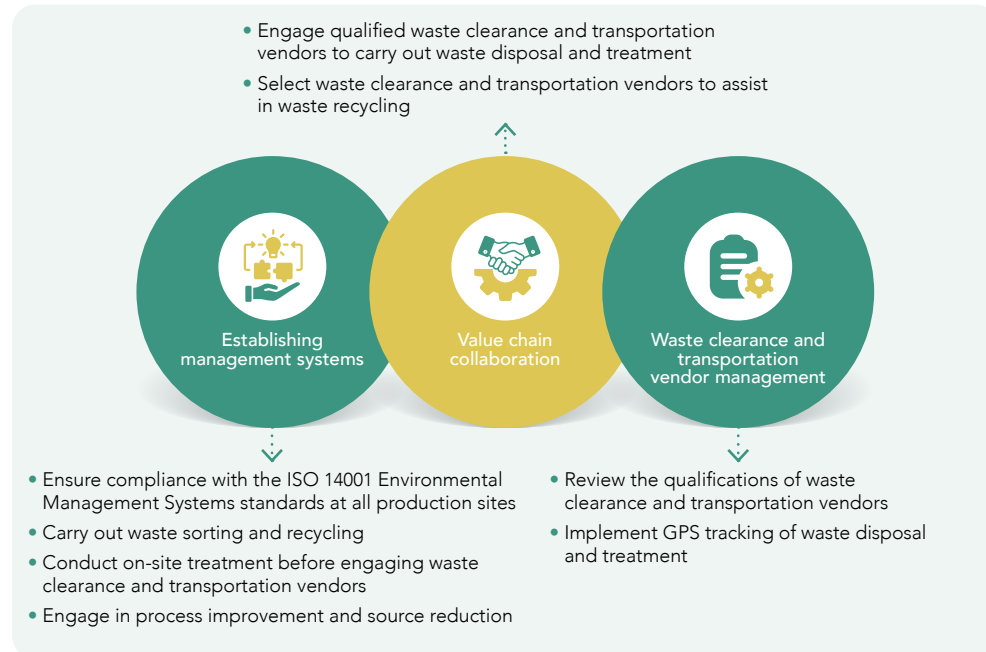 • Engage qualified waste clearance and transportation
vendors to carry out waste disposal and treatment
• Select waste clearance and transportation vendors to assist
in waste recycling
Establishing
management systems
Value chain
collaboration
Waste clearance and
transportation
vendor management
• Ensure compliance with the ISO 14001 Environmental
Management Systems standards at all production sites
• Carry out waste sorting and recycling
• Conduct on-site treatment before engaging waste
clearance and transportation vendors
• Engage in process improvement and source reduction
• Review the qualifications of waste
clearance and transportation vendors
• Implement GPS tracking of waste disposal
and treatment